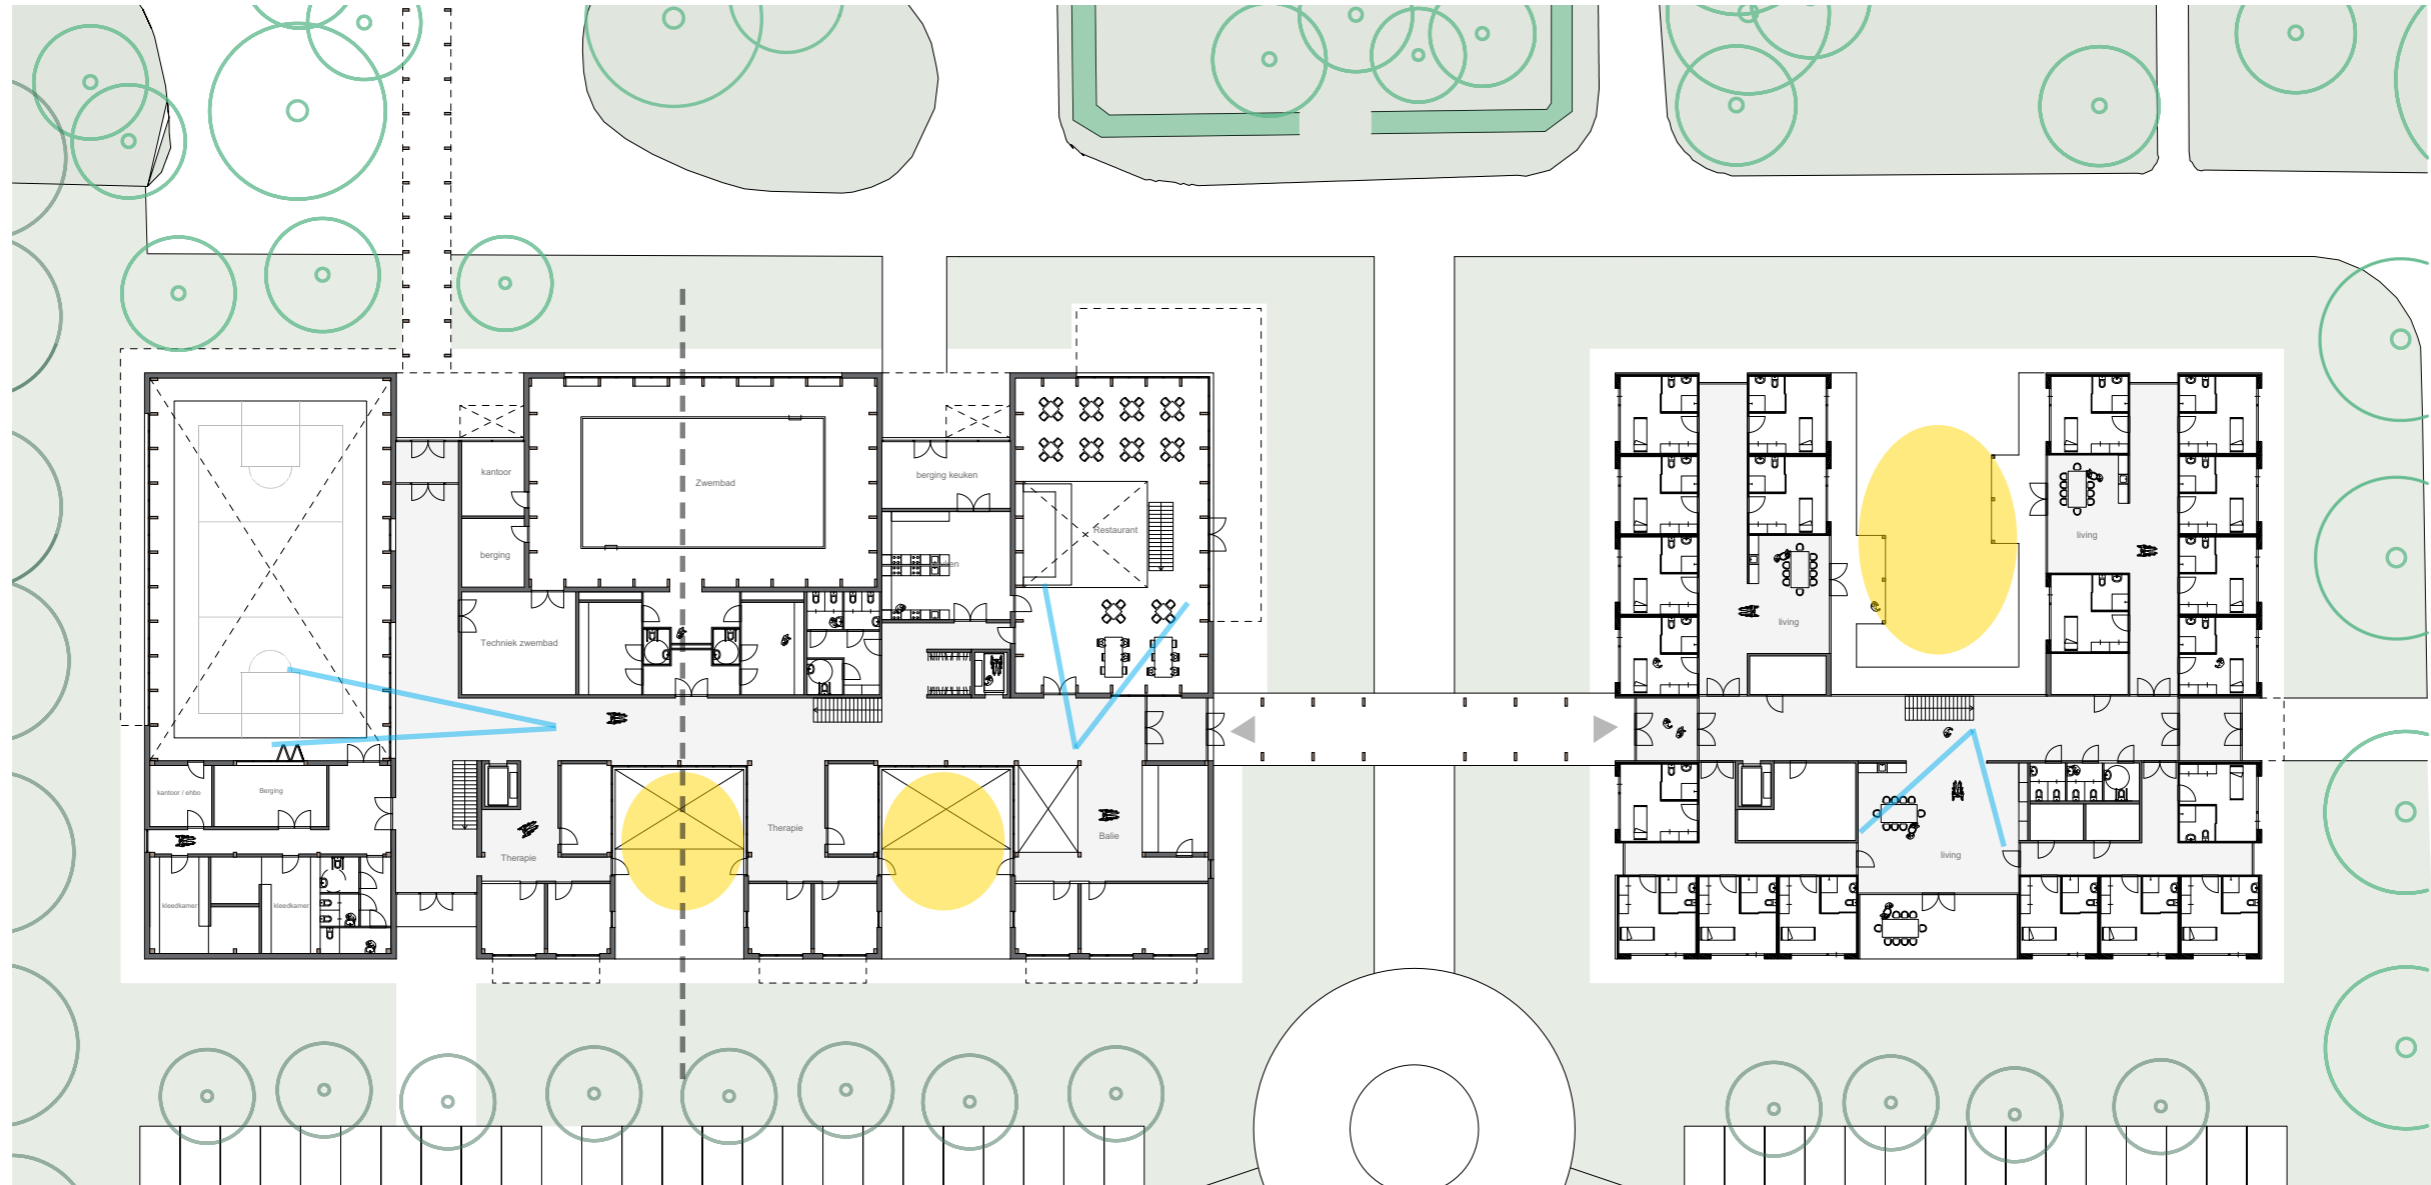 kantoor
Zwembad
berging keuken
Restaurant
berging
living
Techniek zwembad
living
kantoor / ehbo
Berging
Therapie
Balie
Therapie
living
kleedkamer
kleedkamer